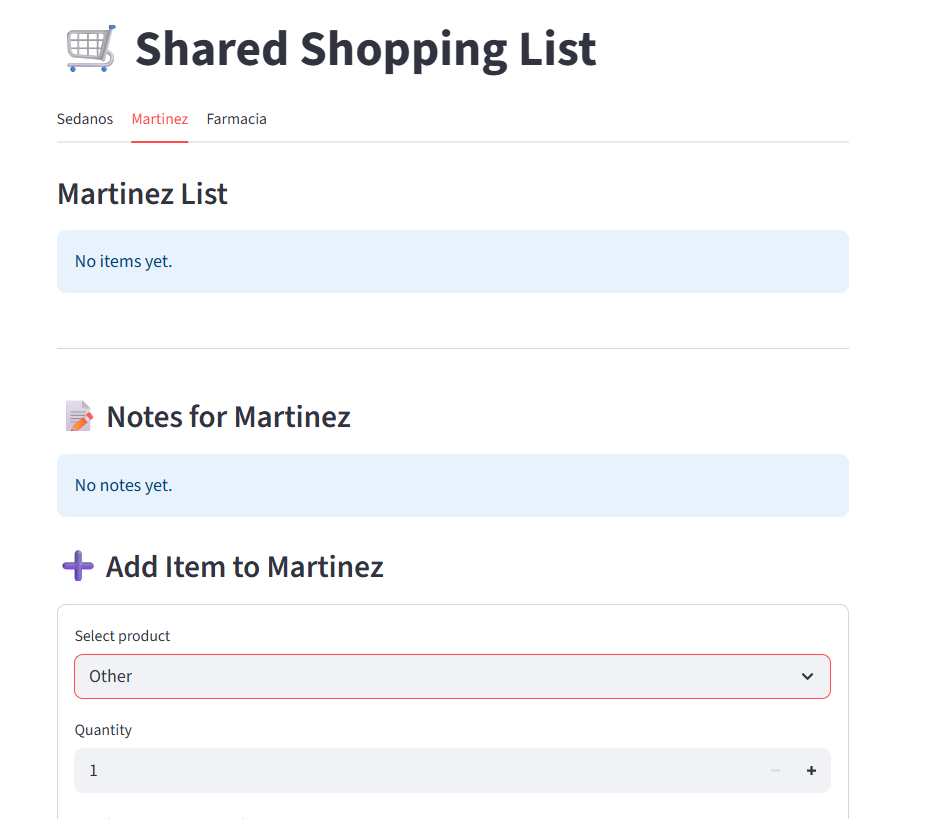 Shared Shopping List
Sedanos Martinez Farmacia
Martinez List
No items yet.
Notes for Martinez
No notes yet.
Add Item to Martinez
Select product
Other
Quantity
1